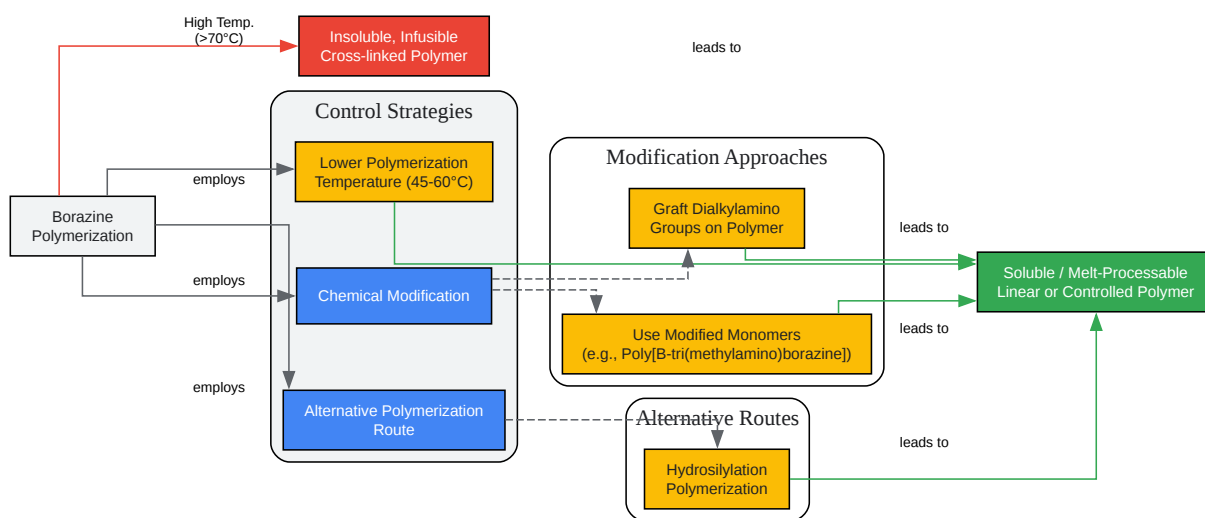 High Temp.
(>70°C)
Insoluble, Infusible
Cross-linked Polymer
leads to
Control Strategies
Lower Polymerization
Temperature (45-60°C)
employs
Borazine
Polymerization
employs
Chemical Modification
employs
Alternative Polymerization
Route
Modification Approaches
Graft Dialkylamino
Groups on Polymer
Use Modified Monomers
(e.g., Poly[B-tri(methylamino)borazine])
Alternative Routes
Hydrosilylation
Polymerization
leads to
Soluble / Melt-Processable
Linear or Controlled Polymer
leads to
leads to